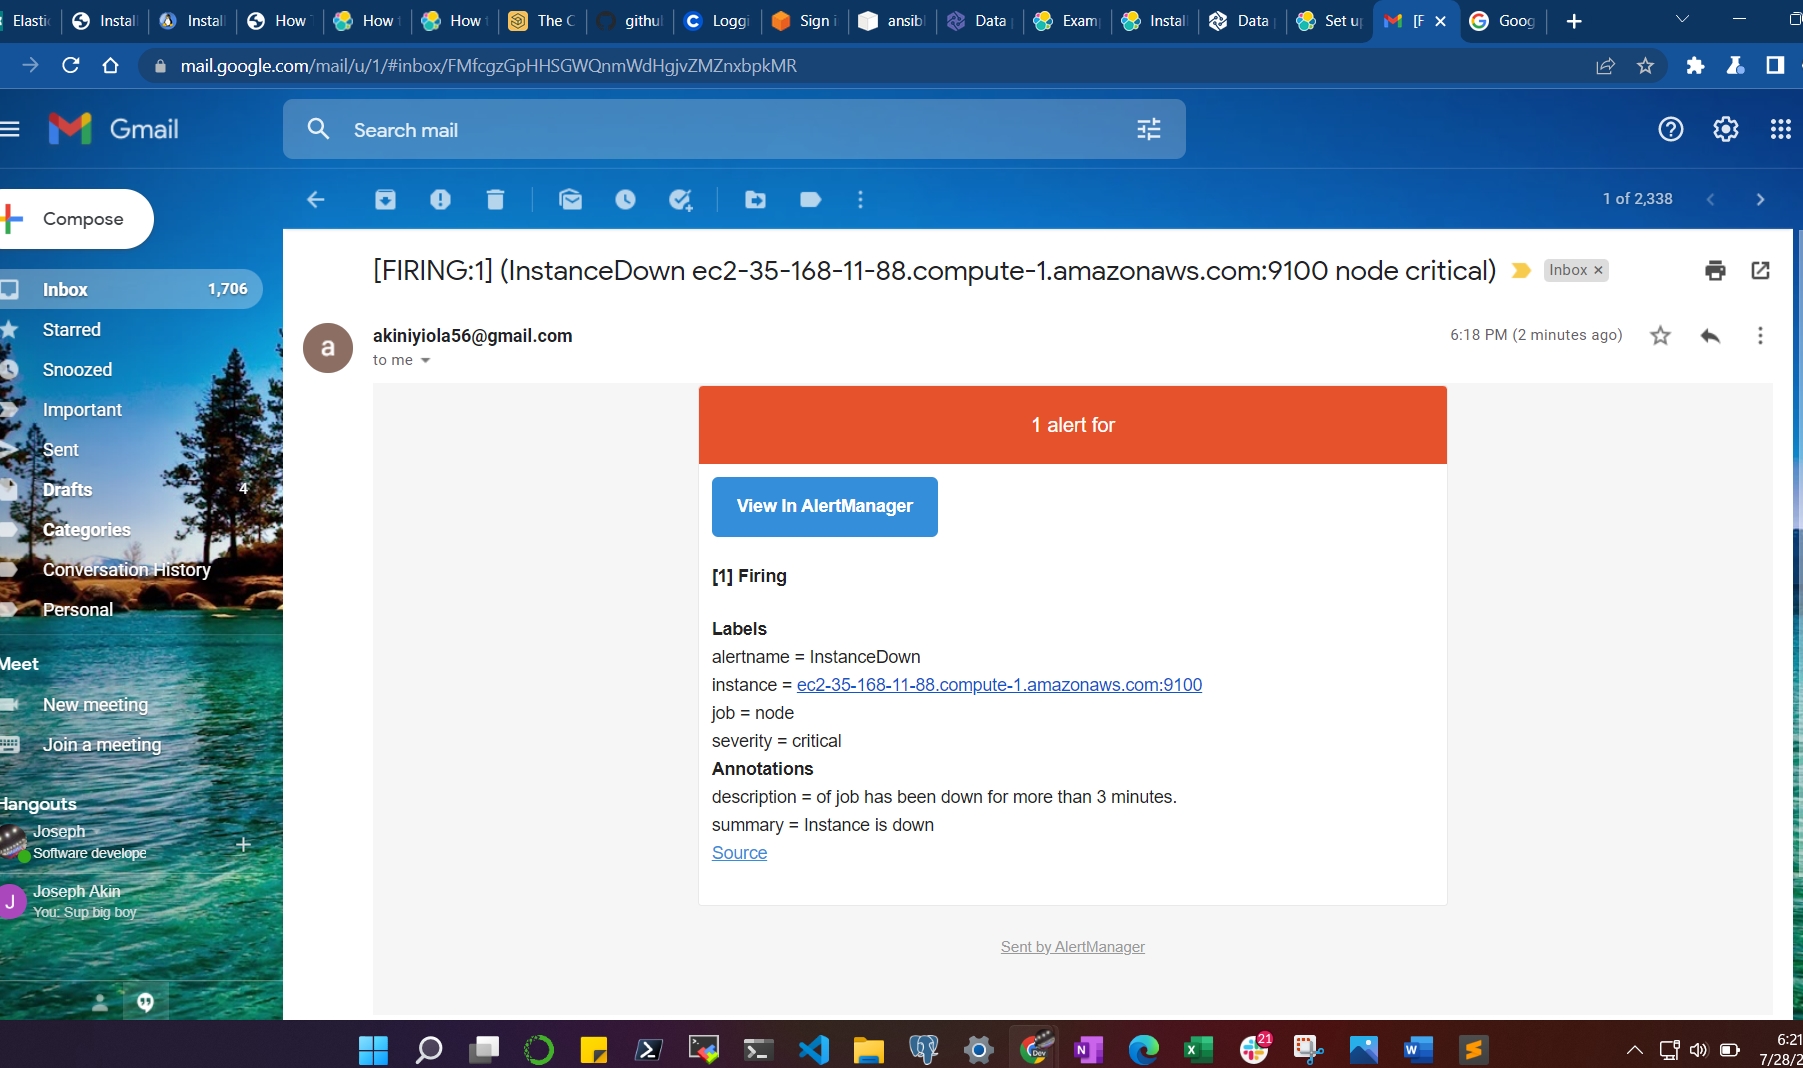 Elastic
Install
Install
How
How
How
The C
githu
Loggi
Sign i
ansib
Data
Exam
Install
Data
Set up
[F
Goog
mail.google.com/mail/u/1/#inbox/FMfcgzGpHHSGWQnmWdHgjvZMZnxbpkMR
Gmail
Search mail
Compose
1 of 2,338
Inbox 1,706
Starred
Snoozed
Important
Sent
Drafts 4
Categories
Conversation History
Personal
Meet
New meeting
Join a meeting
Hangouts
Joseph
Software develope
J
Joseph Akin
You: Sup big boy
[FIRING:1] (InstanceDown ec2-35-168-11-88.compute-1.amazonaws.com:9100 node critical)
Inbox ×
a
akiniyiola56@gmail.com
6:18 PM (2 minutes ago)
to me
1 alert for
View In AlertManager
[1] Firing
Labels
alertname = InstanceDown
instance = ec2-35-168-11-88.compute-1.amazonaws.com:9100
job = node
severity = critical
Annotations
description = of job has been down for more than 3 minutes.
summary = Instance is down
Source
Sent by AlertManager
Dev
21
6:21
7/28/2